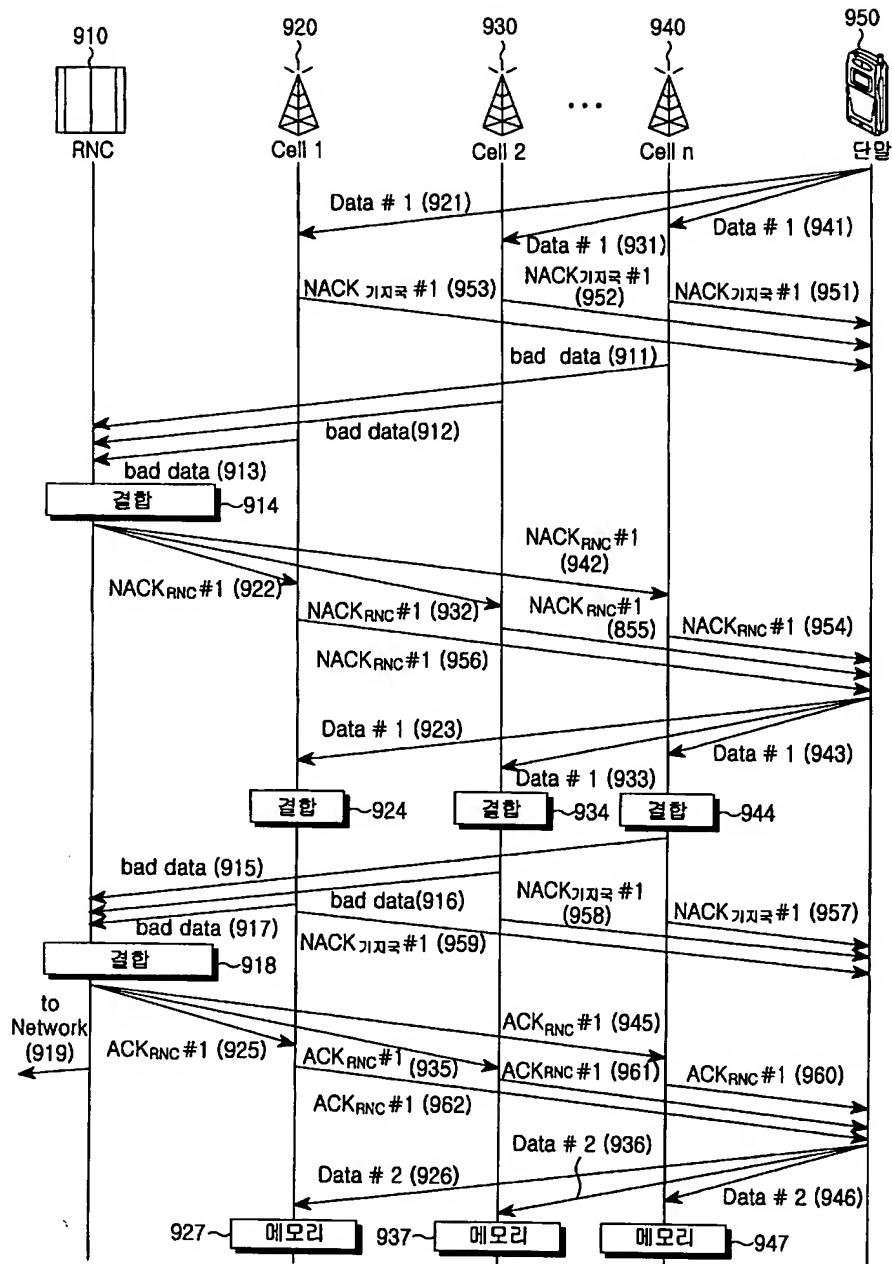 910
920
930
940
950
RNC
Cell 1
Cell 2
...
Cell n
단말
Data # 1 (921)
Data # 1 (931)
Data # 1 (941)
NACK 기지국 #1 (953)
NACK기지국#1
(952)
NACK기지국#1 (951)
bad data (911)
bad data(912)
bad data (913)
결합
914
NACKRNC#1
(942)
NACKRNC#1 (922)
NACKRNC#1 (932)
NACKRNC#1
(855)
NACKRNC#1 (954)
NACKRNC#1 (956)
Data # 1 (923)
Data # 1 (933)
Data # 1 (943)
결합
924
결합
934
결합
944
bad data (915)
bad data(916)
bad data (917)
NACK기지국 #1
(958)
NACK기지국 #1 (957)
NACK기지국 #1 (959)
결합
918
to
Network
(919)
ACKRNC#1 (945)
ACKRNC#1 (925)
ACKRNC#1
(935)
ACKRNC#1 (961)
ACKRNC#1 (960)
ACKRNC#1 (962)
Data # 2 (936)
Data # 2 (926)
Data # 2 (946)
927
메모리
937
메모리
메모리
947